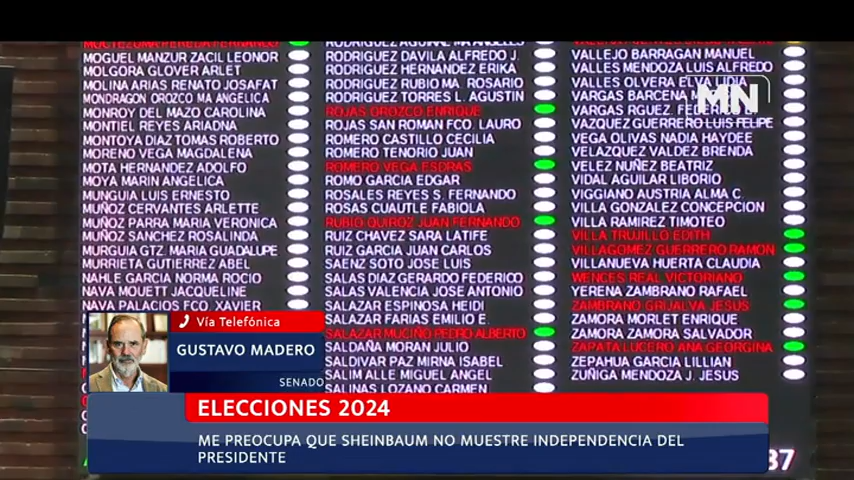 MOCTEZUMA PEREDA FERNANDO
MOGUEL MANZUR ZACIL LEONOR
MOLGORA GLOVER ARLET
MOLINA ARIAS RENATO JOSAFAT
MONDRAGON OROZCO MA ANGELICA
MONROY DEL MAZO CAROLINA
MONTIEL REYES ARIADNA
MONTOYA DIAZ TOMAS ROBERTO
MORENO VEGA MAGDALENA
MOTA HERNANDEZ ADOLFO
MOYA MARIN ANGELICA
MUNGUIA LUIS ERNESTO
MUÑOZ CERVANTES ARLETTE
MUÑOZ PARRA MARIA VERONICA
MUÑOZ SANCHEZ ROSALINDA
MURGUIA GTZ. MARIA GUADALUPE
MURRIETA GUTIERREZ ABEL
NAHLE GARCIA NORMA ROCIO
NAVA MOUETT JACQUELINE
NAVA PALACIOS FCO. XAVIER
RODRIGUEZ AGUIRRE MA ANGELES
RODRIGUEZ DAVILA ALFREDO J.
RODRIGUEZ HERNANDEZ ERIKA
RODRIGUEZ RUBIO MA. ROSARIO
RODRIGUEZ TORRES L. AGUSTIN
ROJAS OROZCO ENRIQUE
ROJAS SAN ROMAN FCO. LAURO
ROMERO CASTILLO CECILIA
ROMERO TENORIO JUAN
ROMERO VEGA ESDRAS
ROMO GARCIA EDGAR
ROSALES REYES S. FERNANDO
ROSAS CUAUTLE FABIOLA
RUBIO QUIROZ JUAN FERNANDO
RUIZ CHAVEZ SARA LATIFE
RUIZ GARCIA JUAN CARLOS
SAENZ SOTO JOSE LUIS
SALAS DIAZ GERARDO FEDERICO
SALAS VALENCIA JOSE ANTONIO
SALAZAR ESPINOSA HEIDI
SALAZAR FARIAS EMILIO E
SALAZAR MUCIÑO PEDRO ALBERTO
SALDAÑA MORAN JULIO
SALDIVAR PAZ MIRNA ISABEL
SALIM ALLE MIGUEL ANGEL
SALINAS LOZANO CARMEN
VALLEJO BARRAGAN MANUEL
VALLES MENDOZA LUIS ALFREDO
VALLES OLVERA ELVA LIDIA
VARGAS BARCENA
VARGAS RGUEZ.
VAZQUEZ GUERRERO LUIS FELIPE
VEGA OLIVAS NADIA HAYDEE
VELAZQUEZ VALDEZ BRENDA
VELEZ NUÑEZ BEATRIZ
VIDAL AGUILAR LIBORIO
VIGGIANO AUSTRIA ALMA C.
VILLA GONZALEZ CONCEPCION
VILLA RAMIREZ TIMOTEO
VILLA TRUJILLO EDITH
VILLAGOMEZ GUERRERO RAMON
VILLANUEVA HUERTA CLAUDIA
WENCES REAL VICTORIANO
YERENA ZAMBRANO RAFAEL
ZAMBRANO GRIJALVA JESUS
ZAMORA MORLET ENRIQUE
ZAMORA ZAMORA SALVADOR
ZAPATA LUCERO ANA GEORGINA
ZEPAHUA GARCIA LILLIAN
ZUÑIGA MENDOZA J. JESUS
MN
Vía Telefónica
GUSTAVO MADERO
SENADO
ELECCIONES 2024
ME PREOCUPA QUE SHEINBAUM NO MUESTRE INDEPENDENCIA DEL
PRESIDENTE
37